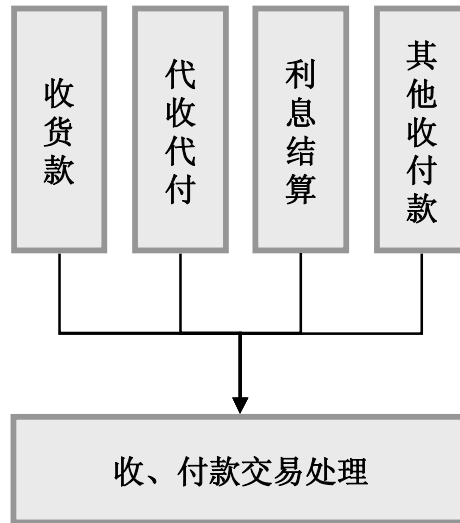 收货款
代收代付
利息结算
其他收付款
收、付款交易处理